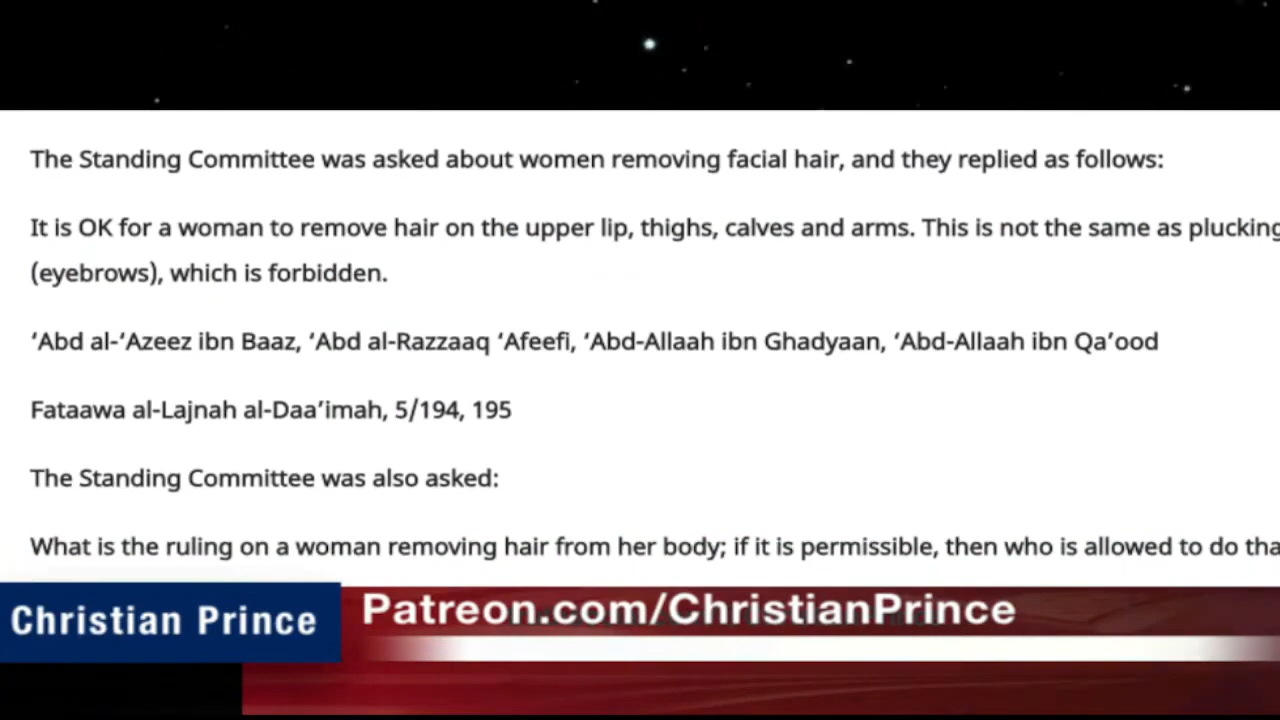 The Standing Committee was asked about women removing facial hair, and they replied as follows:
It is OK for a woman to remove hair on the upper lip, thighs, calves and arms. This is not the same as plucking
(eyebrows), which is forbidden.
‘Abd al-‘Azeez ibn Baaz, ‘Abd al-Razzaaq ‘Afeefi, ‘Abd-Allaah ibn Ghadyaan, ‘Abd-Allaah ibn Qa’ood
Fataawa al-Lajnah al-Daa’imah, 5/194, 195
The Standing Committee was also asked:
What is the ruling on a woman removing hair from her body; if it is permissible, then who is allowed to do
Christian Prince
Patreon.com/ChristianPrince